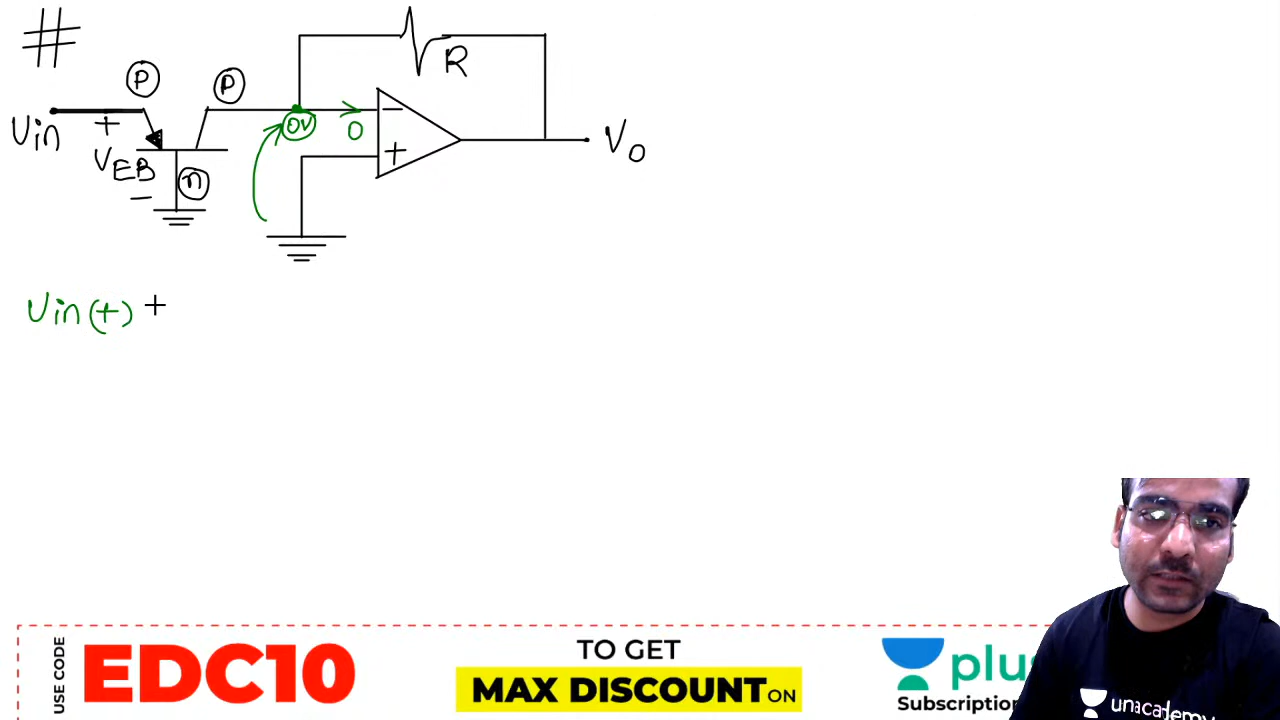 #
P
P
R
Vin
+
VEB
−
n
0V
0
−
+
Vo
Vin(+) +
USE CODE
EDC10
TO GET
MAX DISCOUNT ON
plus
Subscription
unacademy